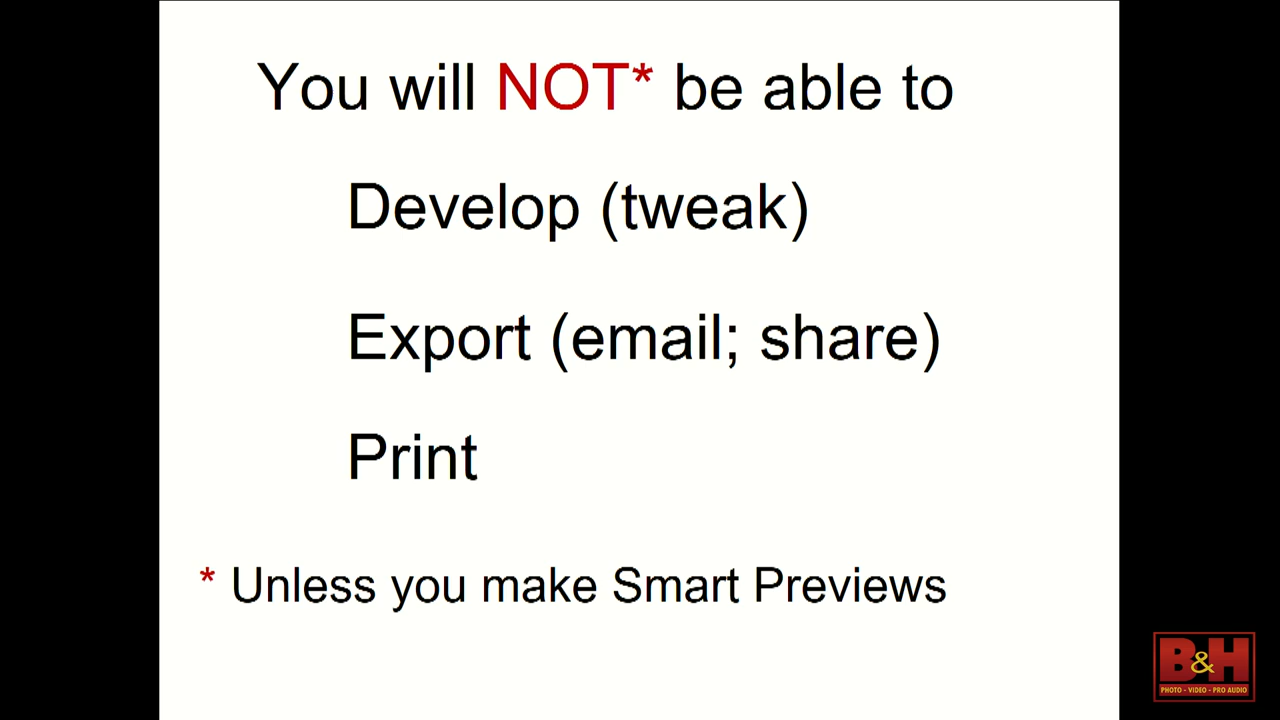 You will NOT* be able to
Develop (tweak)
Export (email; share)
Print
* Unless you make Smart Previews
B&H
PHOTO - VIDEO - PRO AUDIO